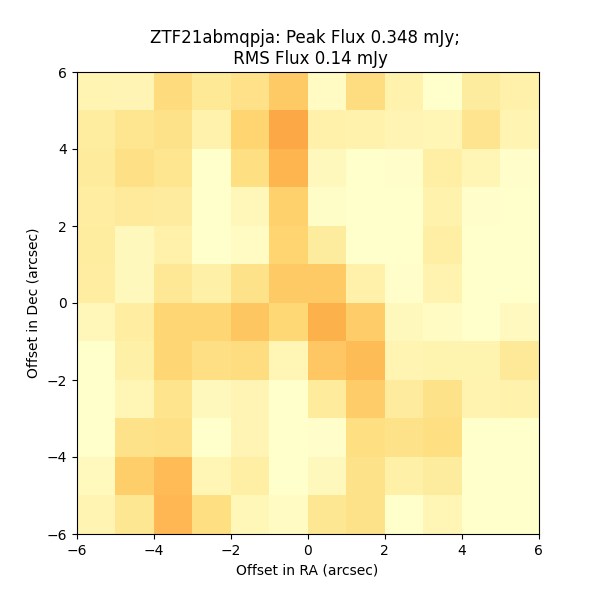 ZTF21abmqpja: Peak Flux 0.348 mJy;
RMS Flux 0.14 mJy
6
4
2
0
−2
−4
−6
Offset in Dec (arcsec)
−6 −4 −2 0 2 4 6
Offset in RA (arcsec)